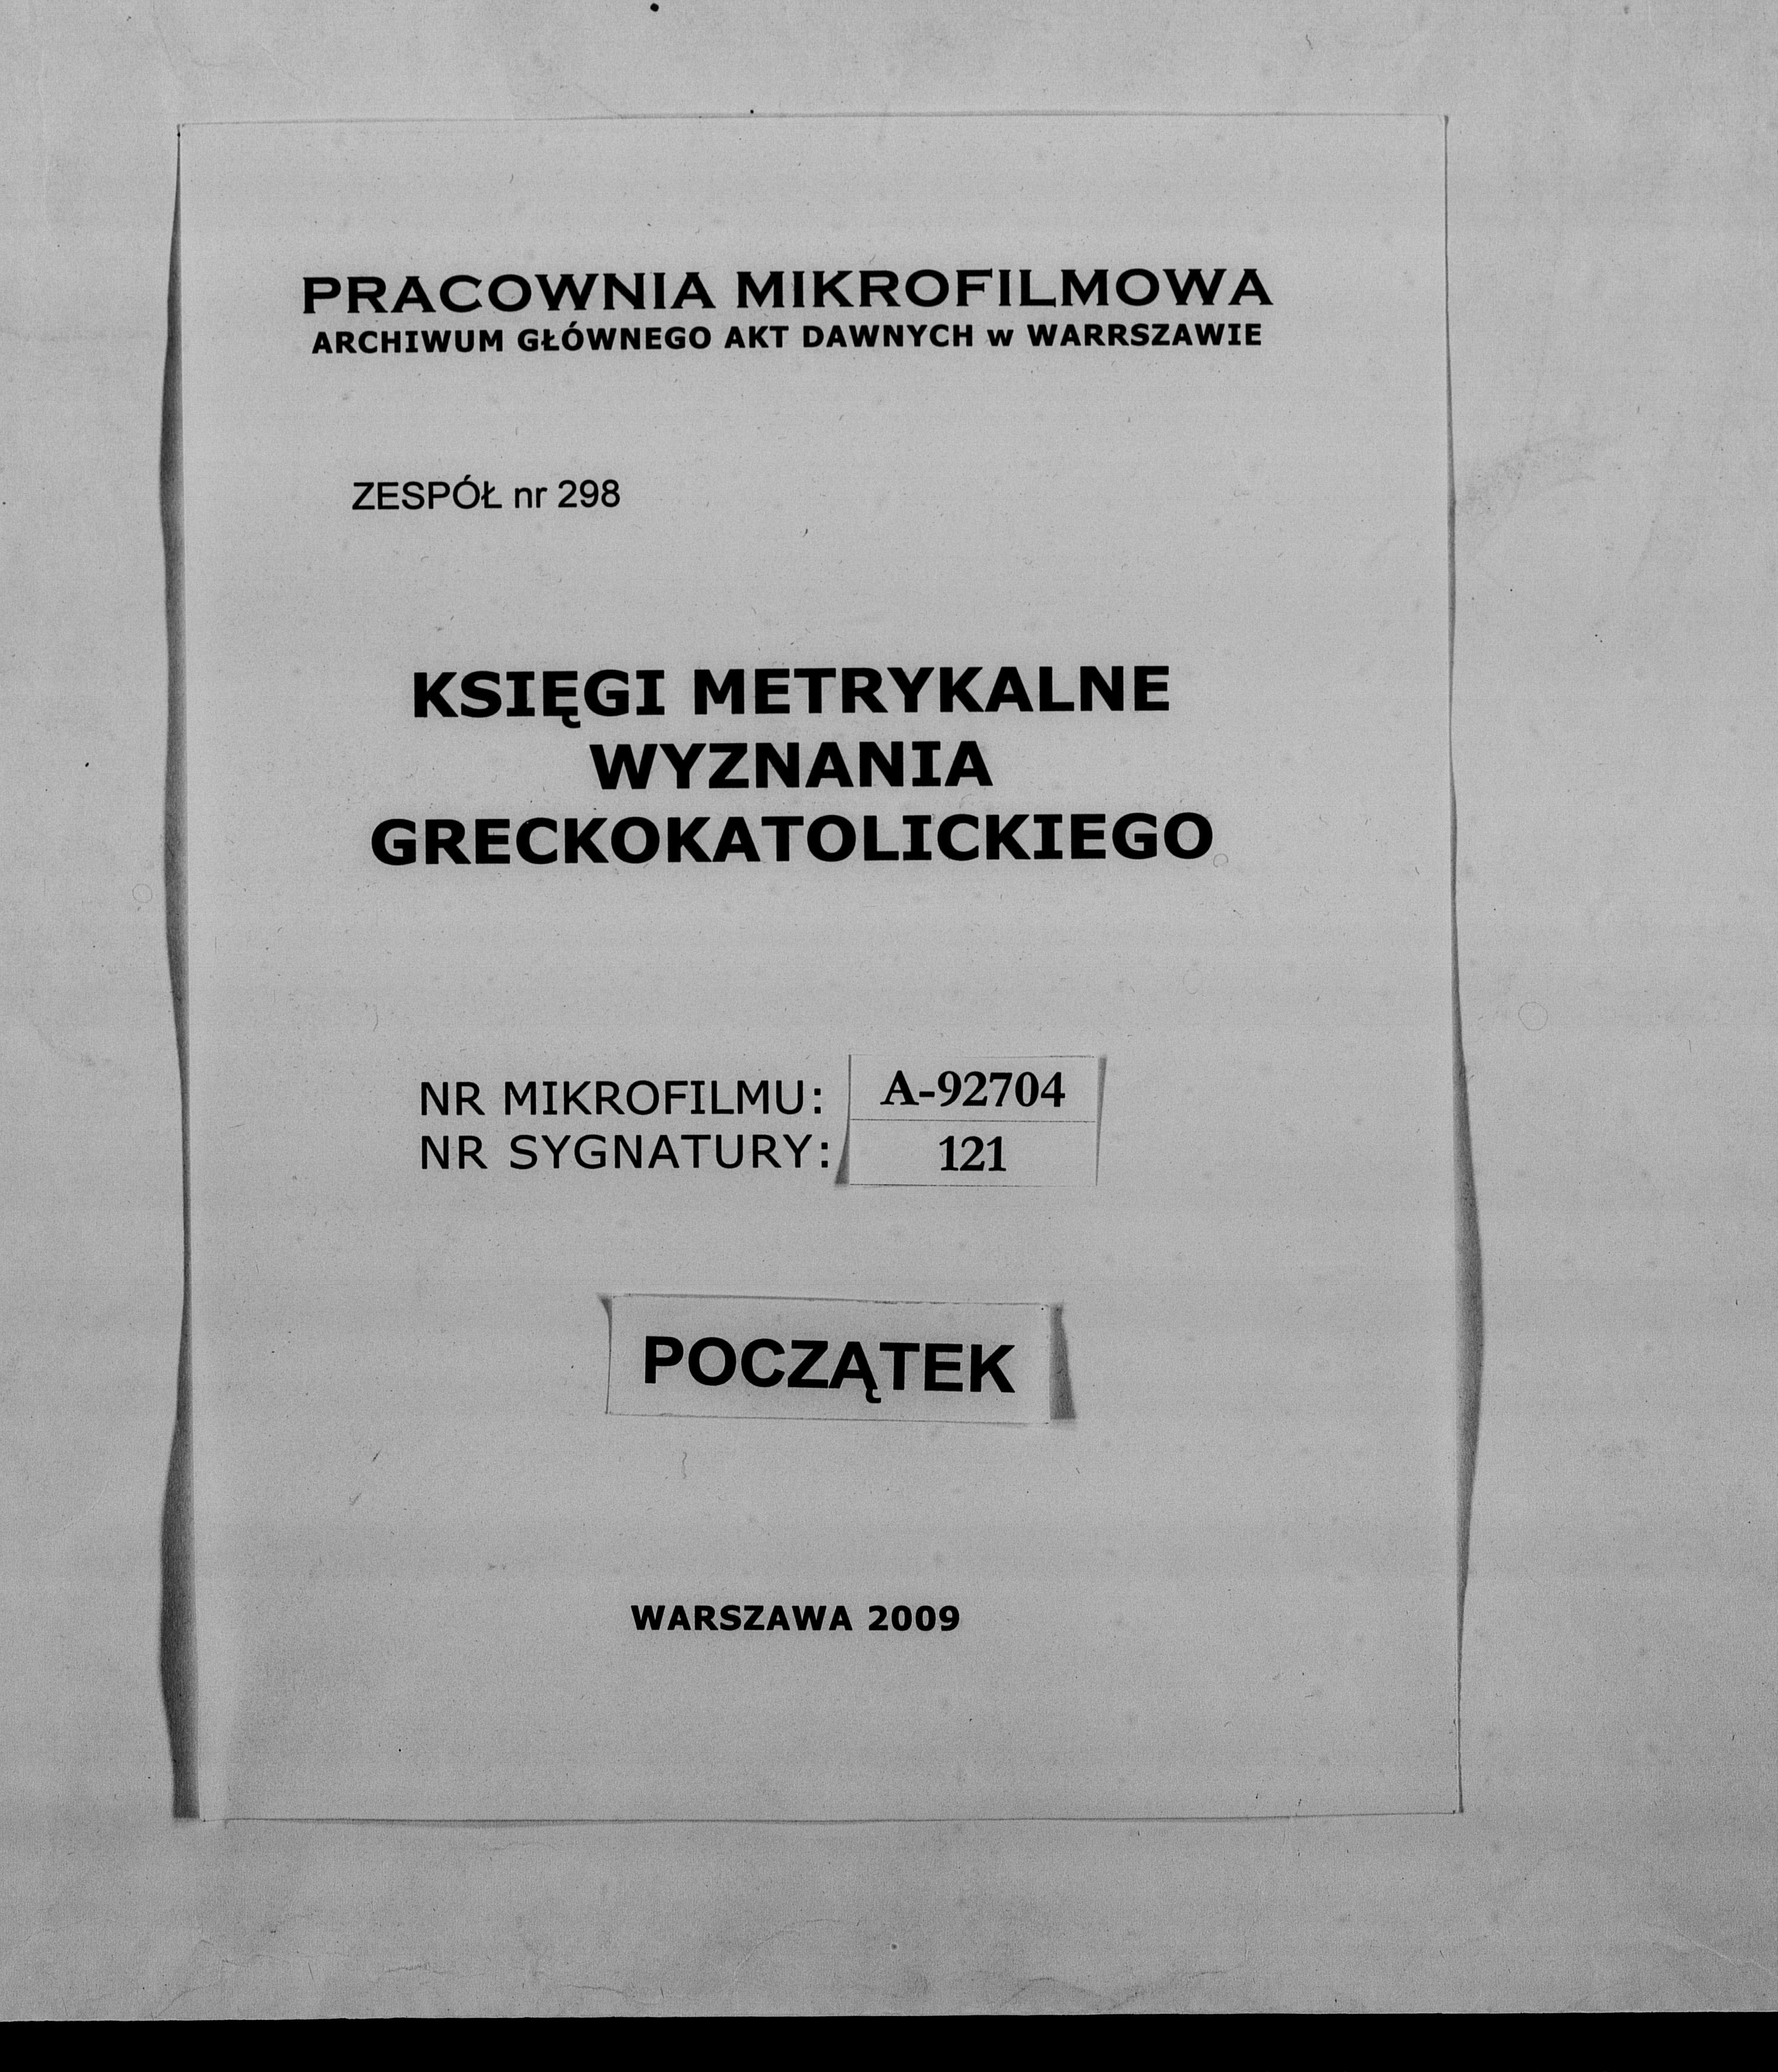 PRACOWNIA MIKROFILMOWA
ARCHIWUM GŁÓWNEGO AKT DAWNYCH w WARRSZAWIE
ZESPÓŁ nr 298
KSIĘGI METRYKALNE
WYZNANIA
GRECKOKATOLICKIEGO
NR MIKROFILMU: A-92704
NR SYGNATURY: 121
POCZĄTEK
WARSZAWA 2009